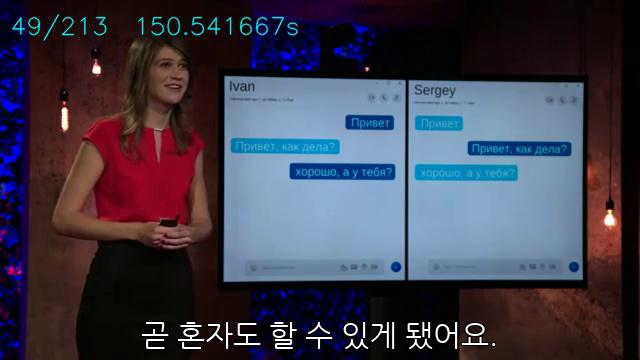 49/213 150.541667s
Ivan
Привет
Привет, как дела?
хорошо, а у тебя?
Sergey
Привет
Привет, как дела?
хорошо, а у тебя?
곧 혼자도 할 수 있게 됐어요.